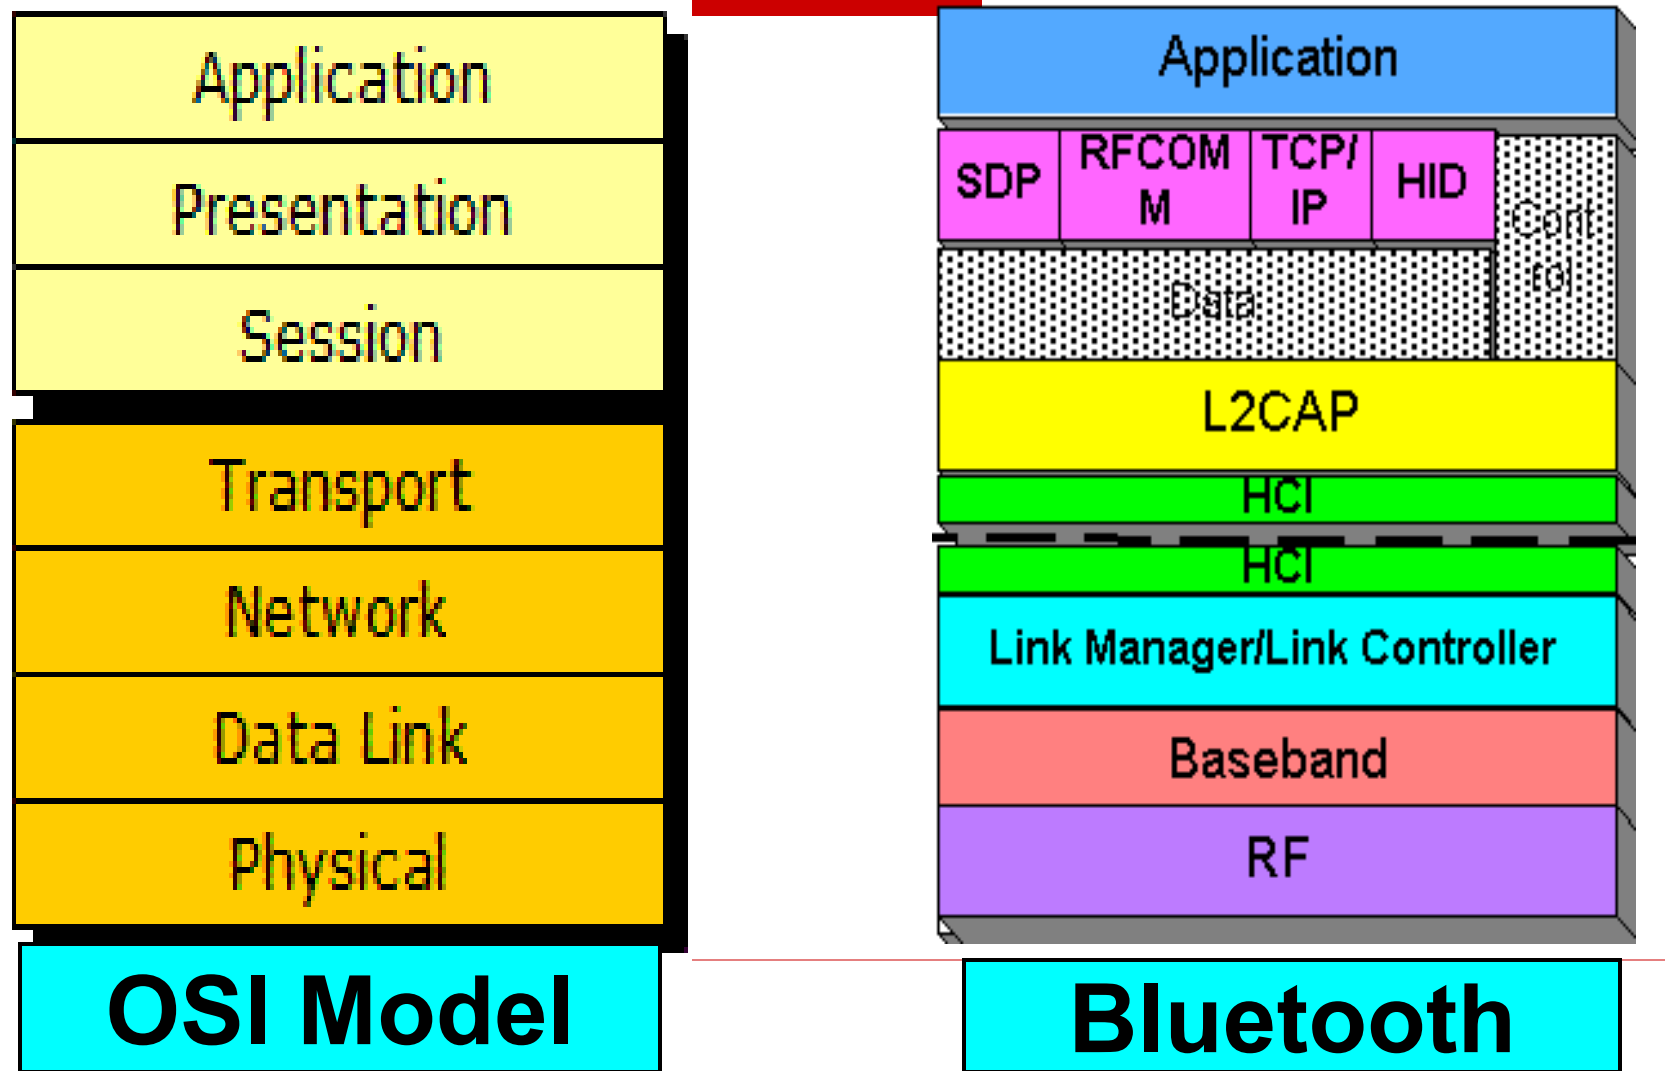 Application
Presentation
Session
Transport
Network
Data Link
Physical
OSI Model
Application
SDP
RFCOM
M
TCP/
IP
HID
Cont
rol
Data
L2CAP
HCI
HCI
Link Manager/Link Controller
Baseband
RF
Bluetooth